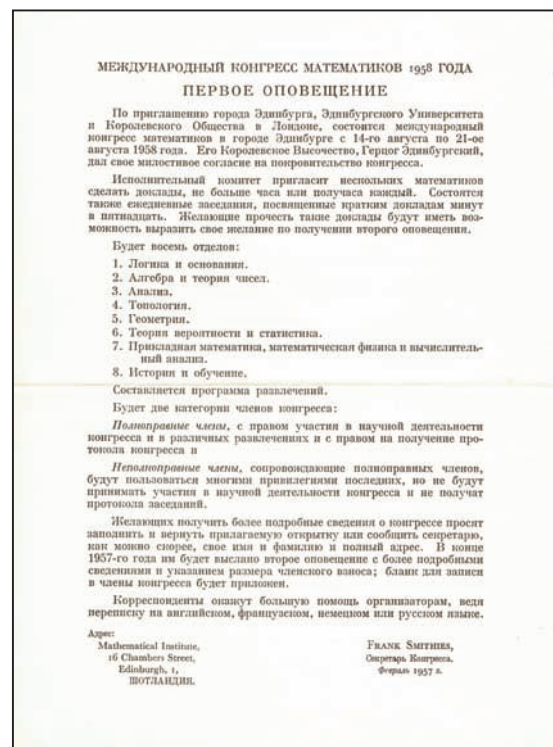 МЕЖДУНАРОДНЫЙ КОНГРЕСС МАТЕМАТИКОВ 1958 ГОДА
ПЕРВОЕ ОПОВЕЩЕНИЕ
По приглашению города Эдинбурга, Эдинбургского Университета
и Королевского Общества в Лондоне, состоится международный
конгресс математиков в городе Эдинбурге с 14-го августа по 21-ое
августа 1958 года. Его Королевское Высочество, Герцог Эдинбургский,
дал свое милостивое согласие на покровительство конгресса.
Исполнительный комитет пригласит нескольких математиков
сделать доклады, не больше часа или получаса каждый. Состоятся
также ежедневные заседания, посвященные кратким докладам минут
в пятнадцать. Желающие прочесть такие доклады будут иметь воз-
можность выразить свое желание по получении второго оповещения.
Будет восемь отделов:
1. Логика и основания.
2. Алгебра и теория чисел.
3. Анализ.
4. Топология.
5. Геометрия.
6. Теория вероятности и статистика.
7. Прикладная математика, математическая физика и вычислитель-
ный анализ.
8. История и обучение.
Составляется программа развлечений.
Будет две категории членов конгресса:
Полноправные члены, с правом участия в научной деятельности
конгресса и в различных развлечениях и с правом на получение про-
токола конгресса и
Неполноправные члены, сопровождающие полноправных членов,
будут пользоваться многими привилегиями последних, но не будут
принимать участия в научной деятельности конгресса и не получат
протокола заседаний.
Желающих получить более подробные сведения о конгрессе просят
заполнить и вернуть прилагаемую открытку или сообщить секретарю,
как можно скорее, свое имя и фамилию и полный адрес. В конце
1957-го года им будет выслано второе оповещение с более подробными
сведениями и указанием размера членского взноса; бланк для записи
в члены конгресса будет приложен.
Корреспонденты окажут большую помощь организаторам, ведя
переписку на английском, французском, немецком или русском языке.
Адрес:
Mathematical Institute,
16 Chambers Street,
Edinburgh, 1,
ШОТЛАНДИЯ.
FRANK SMITHIES,
Секретарь Конгресса.
Февраль 1957 г.